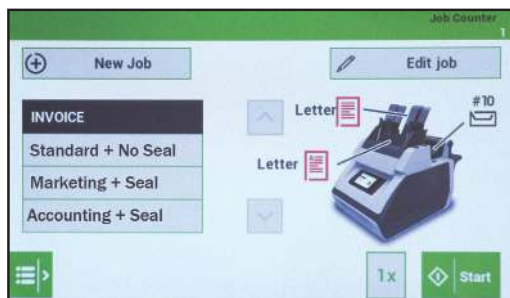 Job Counter
1
New Job
Edit job
INVOICE
Standard + No Seal
Marketing + Seal
Accounting + Seal
Letter
Letter
#10
1x
Start